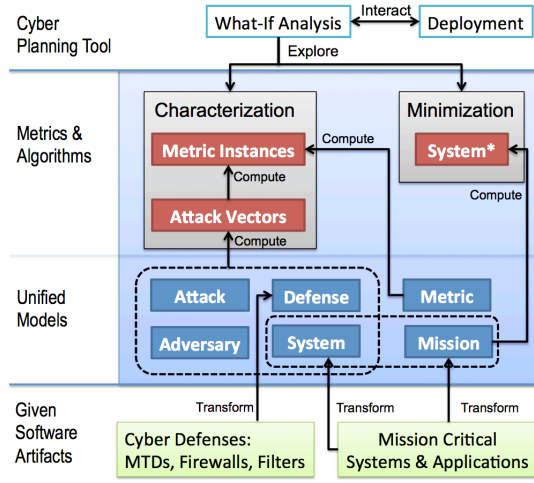 Cyber
Planning Tool
What-If Analysis
Interact
Deployment
Explore
Metrics &
Algorithms
Characterization
Minimization
Metric Instances
Compute
System*
Compute
Compute
Attack Vectors
Compute
Unified
Models
Attack
Defense
Metric
Adversary
System
Mission
Given
Software
Artifacts
Transform
Transform
Transform
Cyber Defenses:
MTDs, Firewalls, Filters
Mission Critical
Systems & Applications